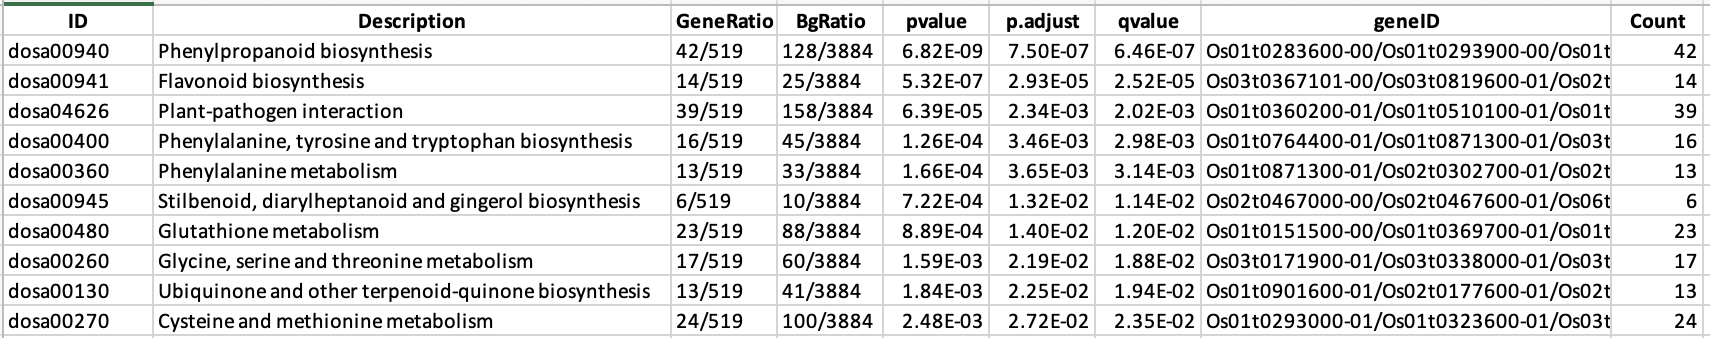 ID Description GeneRatio BgRatio pvalue p.adjust qvalue geneID Count
dosa00940 Phenylpropanoid biosynthesis 42/519 128/3884 6.82E-09 7.50E-07 6.46E-07 Os01t0283600-00/Os01t0293900-00/Os01t 42
dosa00941 Flavonoid biosynthesis 14/519 25/3884 5.32E-07 2.93E-05 2.52E-05 Os03t0367101-00/Os03t0819600-01/Os02t 14
dosa04626 Plant-pathogen interaction 39/519 158/3884 6.39E-05 2.34E-03 2.02E-03 Os01t0360200-01/Os01t0510100-01/Os01t 39
dosa00400 Phenylalanine, tyrosine and tryptophan biosynthesis 16/519 45/3884 1.26E-04 3.46E-03 2.98E-03 Os01t0764400-01/Os01t0871300-01/Os03t 16
dosa00360 Phenylalanine metabolism 13/519 33/3884 1.66E-04 3.65E-03 3.14E-03 Os01t0871300-01/Os02t0302700-01/Os02t 13
dosa00945 Stilbenoid, diarylheptanoid and gingerol biosynthesis 6/519 10/3884 7.22E-04 1.32E-02 1.14E-02 Os02t0467000-00/Os02t0467600-01/Os06t 6
dosa00480 Glutathione metabolism 23/519 88/3884 8.89E-04 1.40E-02 1.20E-02 Os01t0151500-00/Os01t0369700-01/Os01t 23
dosa00260 Glycine, serine and threonine metabolism 17/519 60/3884 1.59E-03 2.19E-02 1.88E-02 Os03t0171900-01/Os03t0338000-01/Os03t 17
dosa00130 Ubiquinone and other terpenoid-quinone biosynthesis 13/519 41/3884 1.84E-03 2.25E-02 1.94E-02 Os01t0901600-01/Os02t0177600-01/Os02t 13
dosa00270 Cysteine and methionine metabolism 24/519 100/3884 2.48E-03 2.72E-02 2.35E-02 Os01t0293000-01/Os01t0323600-01/Os03t 24